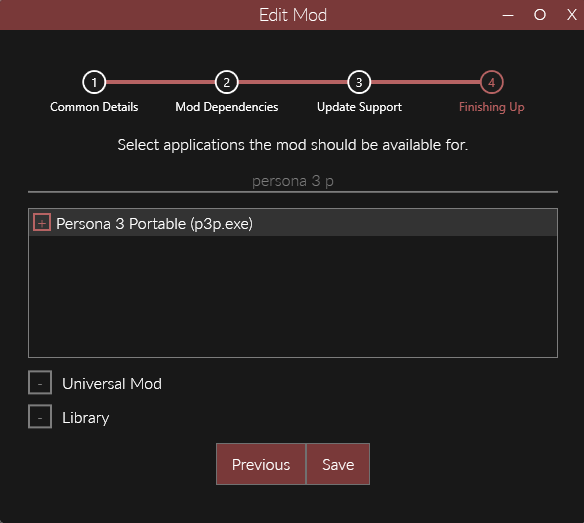 Edit Mod
— O X
1 2 3 4
Common Details Mod Dependencies Update Support Finishing Up
Select applications the mod should be available for.
persona 3 p
+ Persona 3 Portable (p3p.exe)
- Universal Mod
- Library
Previous Save